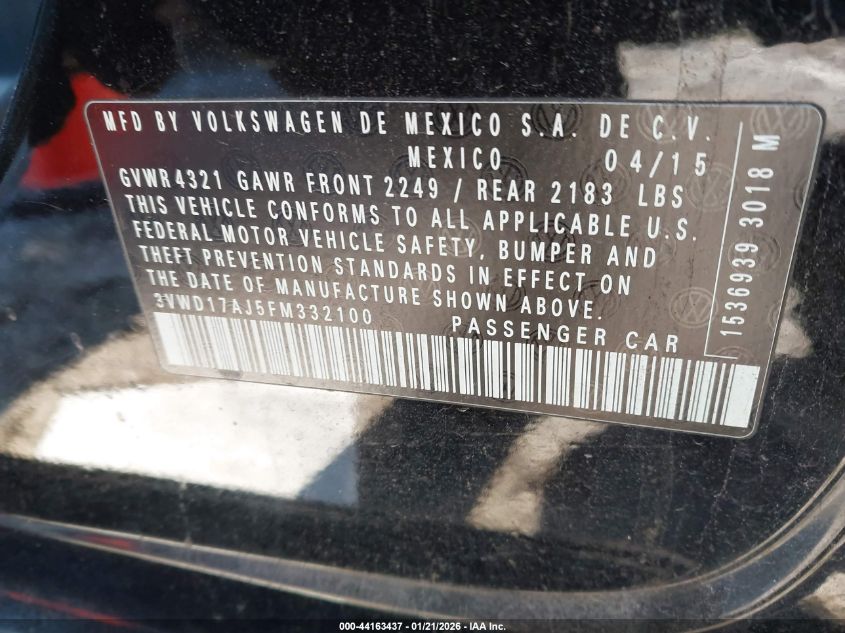 MFD BY VOLKSWAGEN DE MEXICO S.A. DE C.V.
MEXICO 04/15
GVWR4321 GAWR FRONT 2249 / REAR 2183 LBS
THIS VEHICLE CONFORMS TO ALL APPLICABLE U.S.
FEDERAL MOTOR VEHICLE SAFETY, BUMPER AND
THEFT PREVENTION STANDARDS IN EFFECT ON
THE DATE OF MANUFACTURE SHOWN ABOVE.
3VWD17AJ5FM332100
PASSENGER CAR
1536939 3018 M
000-44163437 - 01/21/2026 - IAA Inc.